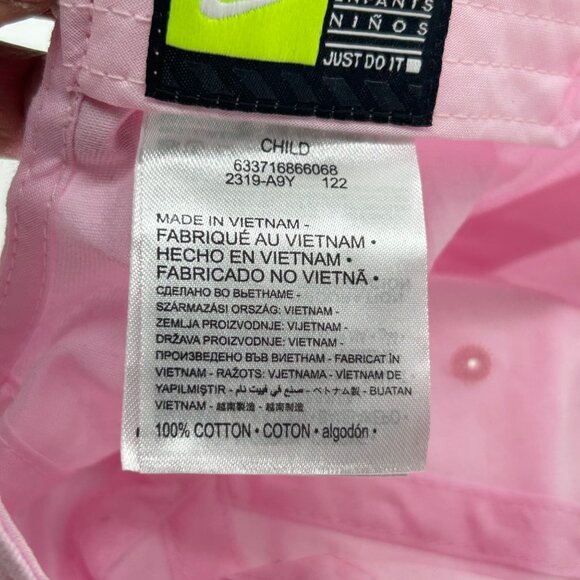 ENFANTS
NIÑOS
JUST DO IT
CHILD
633716866068
2319-A9Y 122
MADE IN VIETNAM -
FABRIQUÉ AU VIETNAM •
HECHO EN VIETNAM •
FABRICADO NO VIETNÃ •
СДЕЛАНО ВО ВЬЕТНАМЕ -
SZÁRMAZÁSI ORSZÁG: VIETNAM -
ZEMLJA PROIZVODNJE: VIJETNAM -
DRŽAVA PROIZVODNJE: VIETNAM -
ПРОИЗВЕДЕНО ВЪВ ВИЕТНАМ - FABRICAT ÎN
VIETNAM - RAŽOTS: VJETNAMA - VİETNAM DE
YAPILMIŞTIR - صنع في فييت نام - ベトナム製 - BUATAN
VIETNAM - 越南製造 - 越南制造
100% COTTON • COTON • algodón •